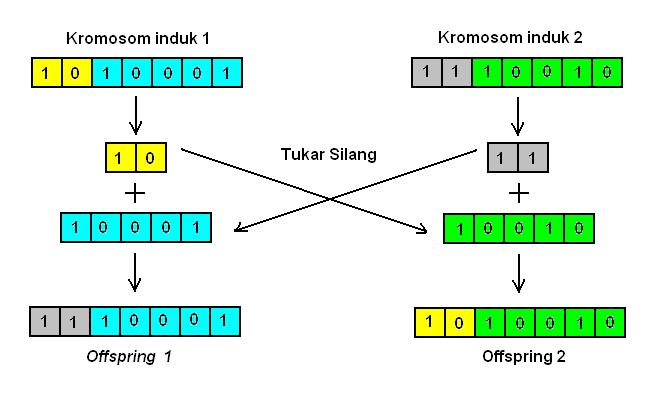 Kromosom induk 1
Kromosom induk 2
1 0 1 0 0 0 1
1 1 1 0 0 1 0
1 0
Tukar Silang
1 1
+
+
1 0 0 0 1
1 0 0 1 0
1 1 1 0 0 0 1
1 0 1 0 0 1 0
Offspring 1
Offspring 2